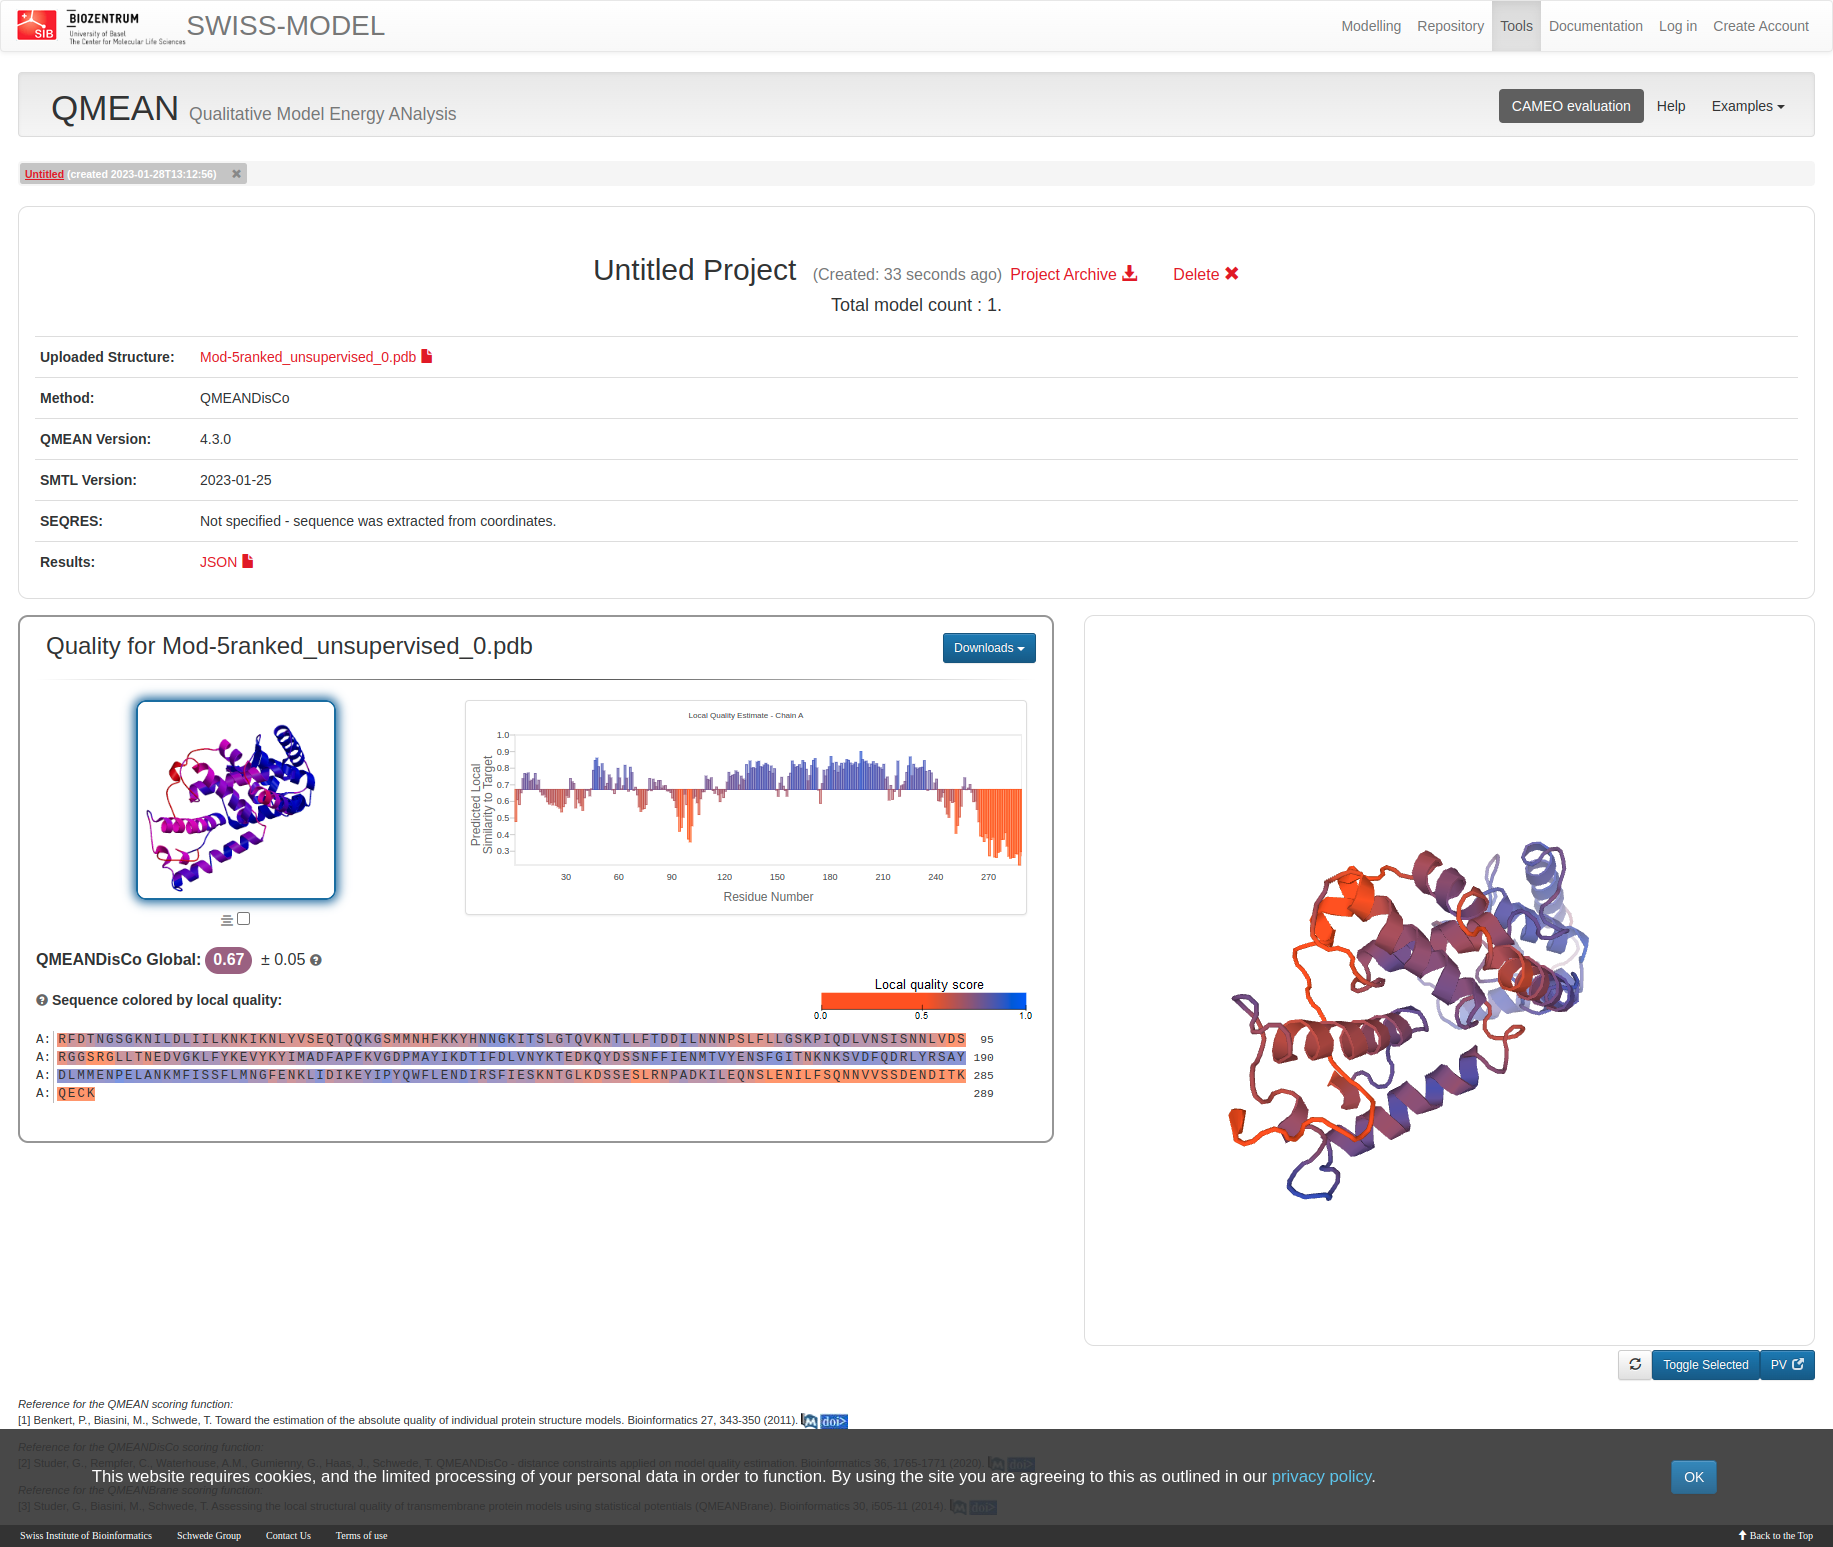 SIB
BIOZENTRUM
University of Basel
The Center for Molecular Life Sciences
SWISS-MODEL
Modelling Repository Tools Documentation Log in Create Account
QMEAN Qualitative Model Energy ANalysis
CAMEO evaluation Help Examples
Untitled (created 2023-01-28T13:12:56) ✖
Untitled Project (Created: 33 seconds ago) Project Archive Delete ✖
Total model count : 1.
Uploaded Structure: Mod-5ranked_unsupervised_0.pdb
Method: QMEANDisCo
QMEAN Version: 4.3.0
SMTL Version: 2023-01-25
SEQRES: Not specified - sequence was extracted from coordinates.
Results: JSON
Quality for Mod-5ranked_unsupervised_0.pdb
Downloads
Local Quality Estimate - Chain A
Predicted Local
Similarity to Target
1.0
0.9
0.8
0.7
0.6
0.5
0.4
0.3
30 60 90 120 150 180 210 240 270
Residue Number
QMEANDisCo Global: 0.67 ± 0.05
Sequence colored by local quality:
Local quality score
0.0 0.5 1.0
A: RFDTNGSGKNILDLIILKNKIKNLYVSEQTQQKGSMMNHFKKYHNNGKITSLGTQVKNTLLFTDDILNNNPSLFLLGSKPIQDLVNSISNNLVDS 95
A: RGGSRGLLTNEDVGKLFYKEVYKYIMADFAPFKVGDPMAYIKDTIFDLVNYKTEDKQYDSSNFFIENMTVYENSFGITNKNKSVDFQDRLYRSAY 190
A: DLMMENPELANKMFISSFLMNGFENKLIDIKEYIPYQWFLENDIRSFIESKNTGLKDSSESLRNPADKILEQNSLENILFSQNNVVSSDENDITK 285
A: QECK 289
Toggle Selected PV
Reference for the QMEAN scoring function:
[1] Benkert, P., Biasini, M., Schwede, T. Toward the estimation of the absolute quality of individual protein structure models. Bioinformatics 27, 343-350 (2011). M doi>
Reference for the QMEANDisCo scoring function:
[2] Studer, G., Rempfer, C., Waterhouse, A.M., Gumienny, G., Haas, J., Schwede, T. QMEANDisCo - distance constraints applied on model quality estimation. Bioinformatics 36, 1765-1771 (2020). M doi>
This website requires cookies, and the limited processing of your personal data in order to function. By using the site you are agreeing to this as outlined in our privacy policy.
OK
Reference for the QMEANBrane scoring function:
[3] Studer, G., Biasini, M., Schwede, T. Assessing the local structural quality of transmembrane protein models using statistical potentials (QMEANBrane). Bioinformatics 30, i505-11 (2014). M doi>
Swiss Institute of Bioinformatics Schwede Group Contact Us Terms of use Back to the Top